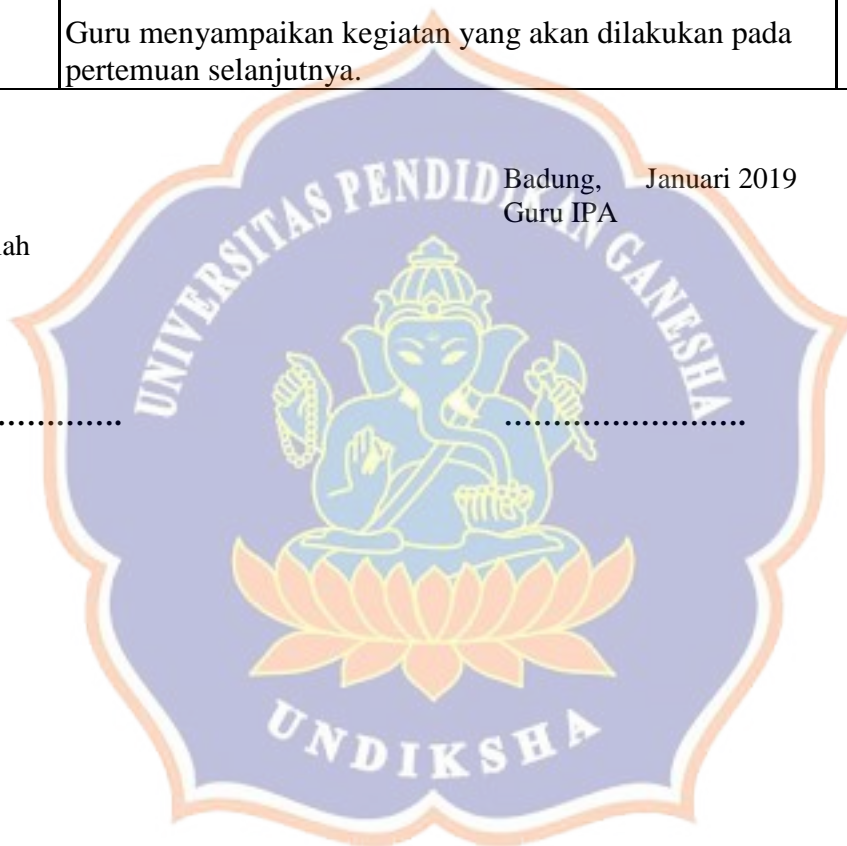 Guru menyampaikan kegiatan yang akan dilakukan pada
pertemuan selanjutnya.
Badung, Januari 2019
Guru IPA
ah
………….. ……………………..
UNIVERSITAS PENDIDIKAN GANESHA
UNDIKSHA